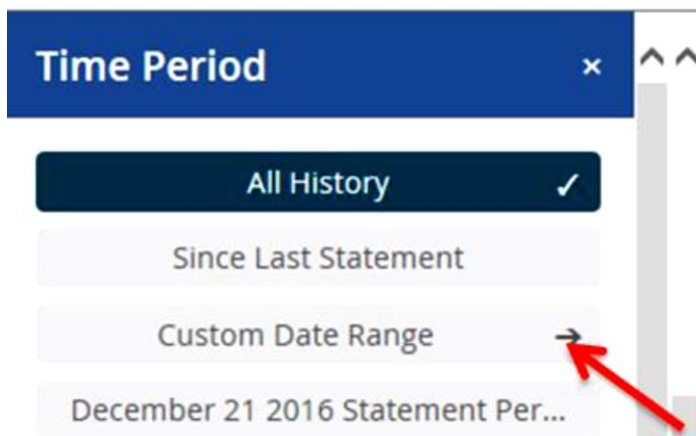 Time Period ×
All History ✓
Since Last Statement
Custom Date Range →
December 21 2016 Statement Per...